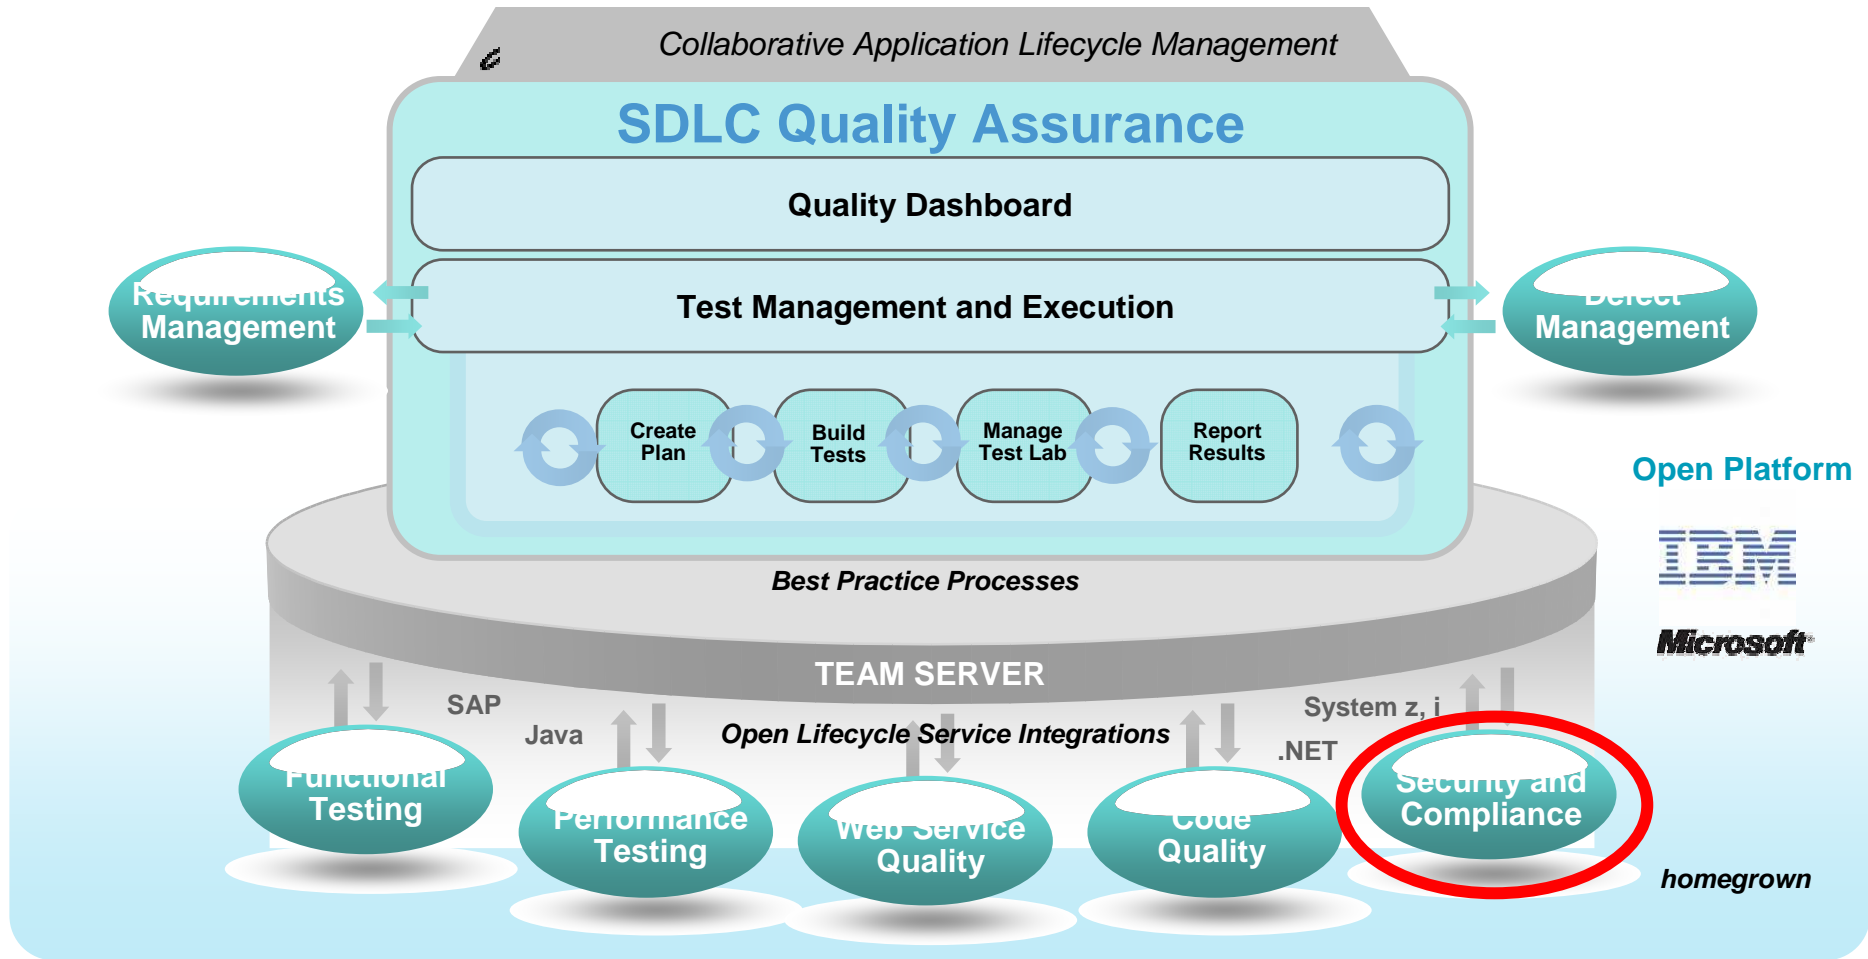 Collaborative Application Lifecycle Management
SDLC Quality Assurance
Quality Dashboard
Requirements
Management
Test Management and Execution
Defect
Management
Create
Plan
Build
Tests
Manage
Test Lab
Report
Results
Open Platform
IBM
Microsoft
Best Practice Processes
TEAM SERVER
SAP
Java
Open Lifecycle Service Integrations
System z, i
.NET
Functional
Testing
Performance
Testing
Web Service
Quality
Code
Quality
Security and
Compliance
homegrown